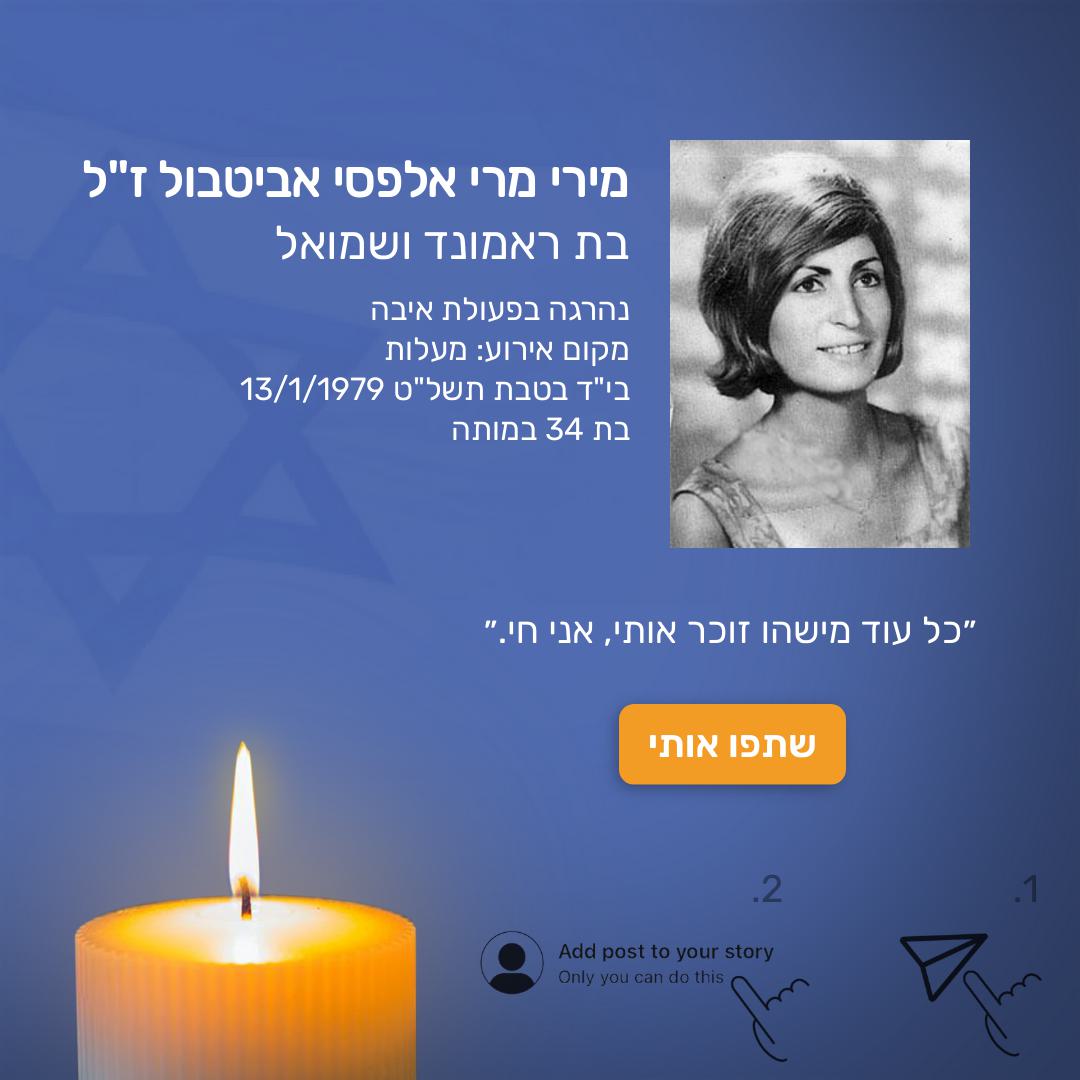 מירי מרי אלפסי אביטבול ז"ל
בת ראמונד ושמואל
נהרגה בפעולת איבה
מקום אירוע: מעלות
בי"ד בטבת תשל"ט 13/1/1979
בת 34 במותה
״כל עוד מישהו זוכר אותי, אני חי.״
שתפו אותי
1.
2.
Add post to your story
Only you can do this